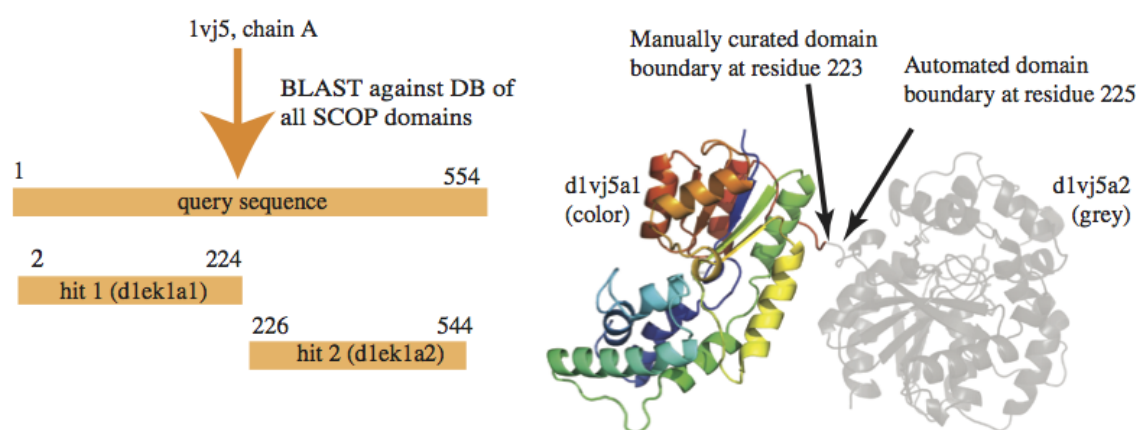 1vj5, chain A
BLAST against DB of
all SCOP domains
1
554
query sequence
2
224
hit 1 (d1ek1a1)
226
544
hit 2 (d1ek1a2)
Manually curated domain
boundary at residue 223
Automated domain
boundary at residue 225
d1vj5a1
(color)
d1vj5a2
(grey)